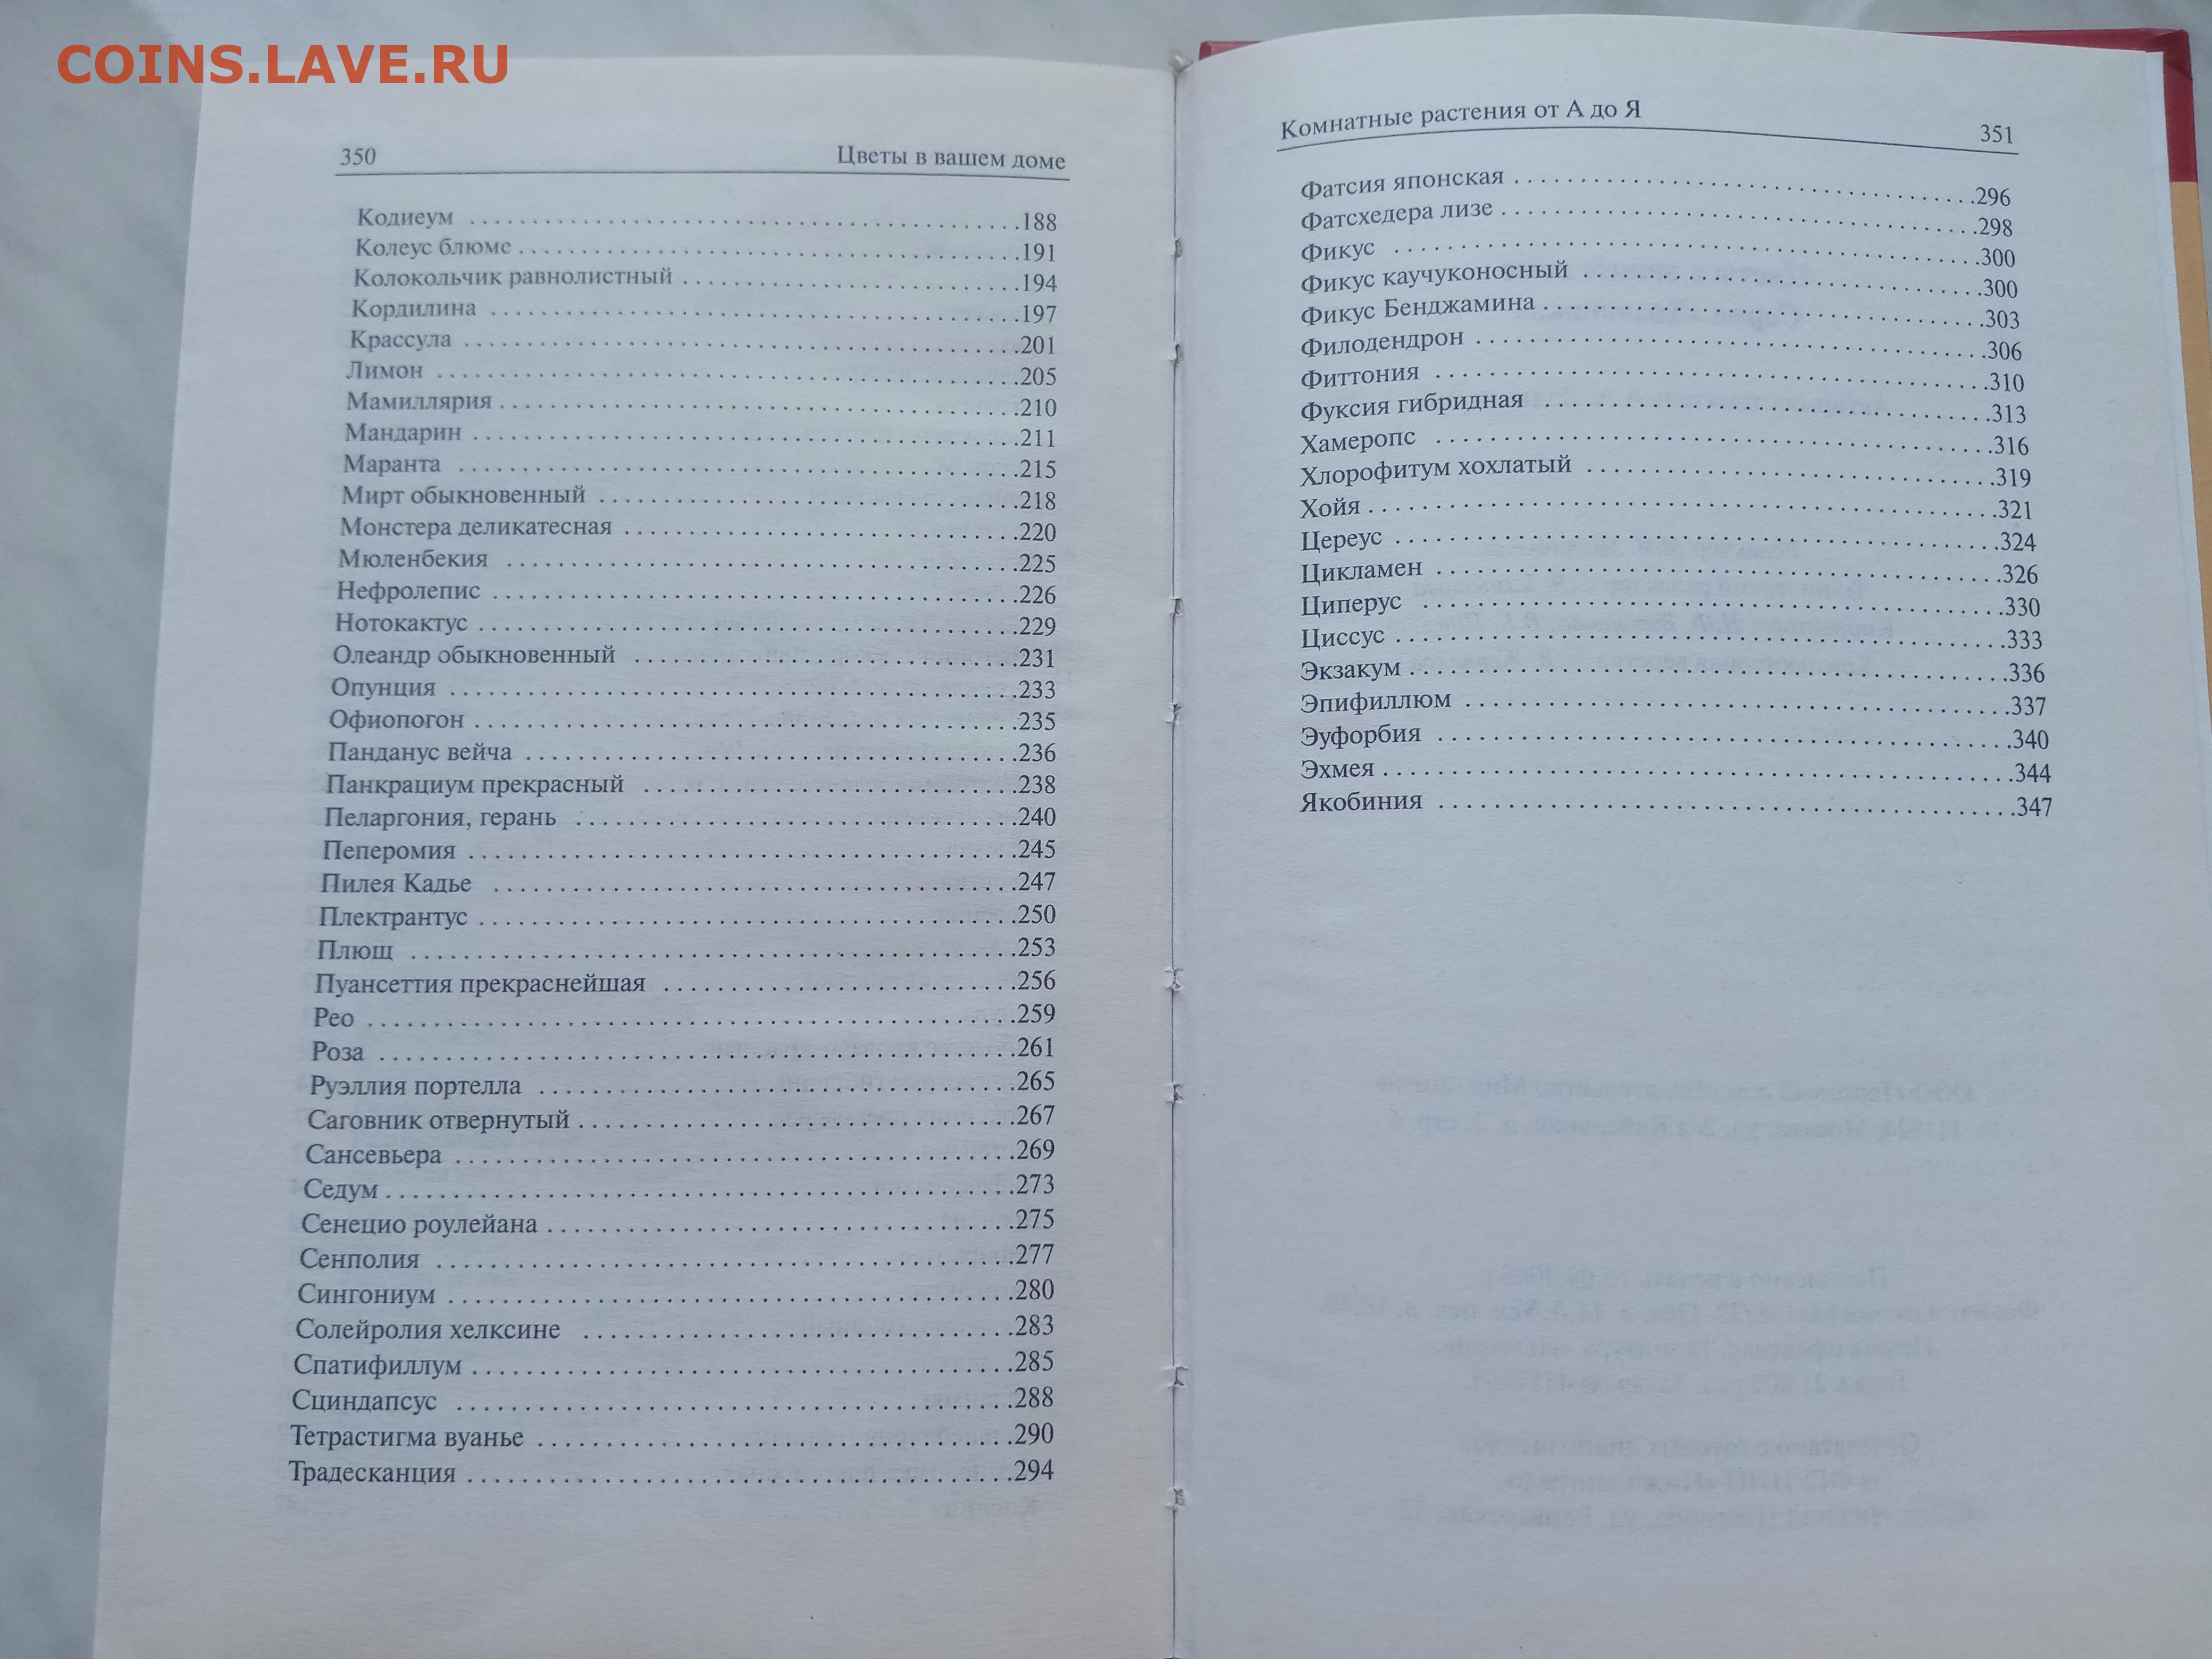 COINS.LAVE.RU
350 Цветы в вашем доме
Кодиеум 188
Колеус блюме 191
Колокольчик равнолистный 194
Кордилина 197
Крассула 201
Лимон 205
Мамиллярия 210
Мандарин 211
Маранта 215
Мирт обыкновенный 218
Монстера деликатесная 220
Мюленбекия 225
Нефролепис 226
Нотокактус 229
Олеандр обыкновенный 231
Опунция 233
Офиопогон 235
Панданус вейча 236
Панкрациум прекрасный 238
Пеларгония, герань 240
Пеперомия 245
Пилея Кадье 247
Плектрантус 250
Плющ 253
Пуансеттия прекраснейшая 256
Рео 259
Роза 261
Руэллия портелла 265
Саговник отвернутый 267
Сансевьера 269
Седум 273
Сенецио роулейана 275
Сенполия 277
Сингониум 280
Солейролия хелксине 283
Спатифиллум 285
Сциндапсус 288
Тетрастигма вуанье 290
Традесканция 294
Комнатные растения от А до Я 351
Фатсия японская 296
Фатсхедера лизе 298
Фикус 300
Фикус каучуконосный 300
Фикус Бенджамина 303
Филодендрон 306
Фиттония 310
Фуксия гибридная 313
Хамеропс 316
Хлорофитум хохлатый 319
Хойя 321
Цереус 324
Цикламен 326
Циперус 330
Циссус 333
Экзакум 336
Эпифиллюм 337
Эуфорбия 340
Эхмея 344
Якобиния 347